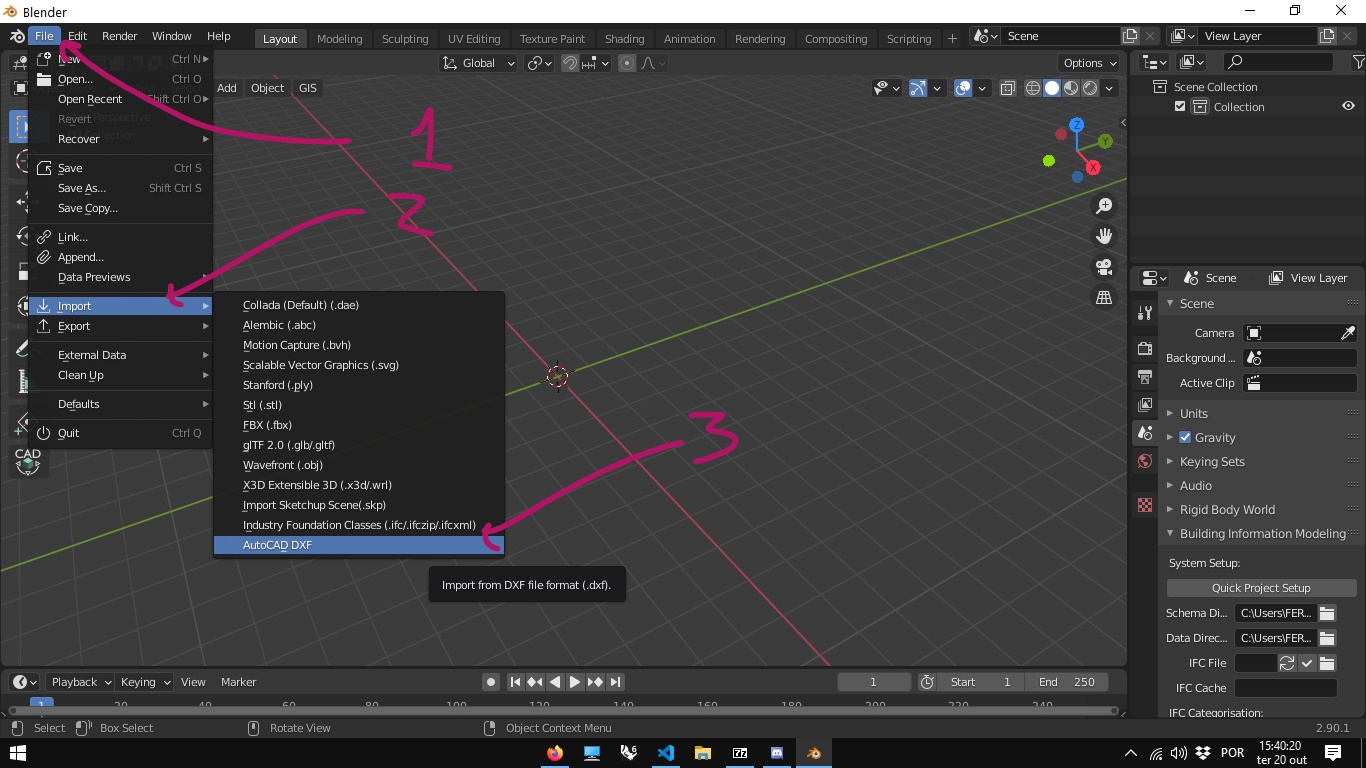 Blender
File Edit Render Window Help Layout Modeling Sculpting UV Editing Texture Paint Shading Animation Rendering Compositing Scripting + Scene View Layer
New Ctrl N
Global
Options
Open... Ctrl O
Add Object GIS
Scene Collection
Open Recent Shift Ctrl O
Collection
Revert
Recover
1
Save Ctrl S
Save As... Shift Ctrl S
Save Copy...
2
Link...
Append...
Data Previews
Import
Export
External Data
Clean Up
Defaults
Quit Ctrl Q
CAD
Collada (Default) (.dae)
Alembic (.abc)
Motion Capture (.bvh)
Scalable Vector Graphics (.svg)
Stanford (.ply)
Stl (.stl)
FBX (.fbx)
glTF 2.0 (.glb/.gltf)
Wavefront (.obj)
X3D Extensible 3D (.x3d/.wrl)
Import Sketchup Scene(.skp)
Industry Foundation Classes (.ifc/.ifczip/.ifcxml)
AutoCAD DXF
3
Import from DXF file format (.dxf).
Z
Y
X
Scene View Layer
Scene
Camera
Background ...
Active Clip
Units
Gravity
Keying Sets
Audio
Rigid Body World
Building Information Modeling
System Setup:
Quick Project Setup
Schema Di... C:\Users\FER...
Data Direc... C:\Users\FER...
IFC File
IFC Cache
IFC Categorisation:
Playback Keying View Marker 1 Start 1 End 250
1 20 40 60 80 100 120 140 160 180 200 220 240
Select Box Select Rotate View Object Context Menu 2.90.1
POR 15:40:20
ter 20 out